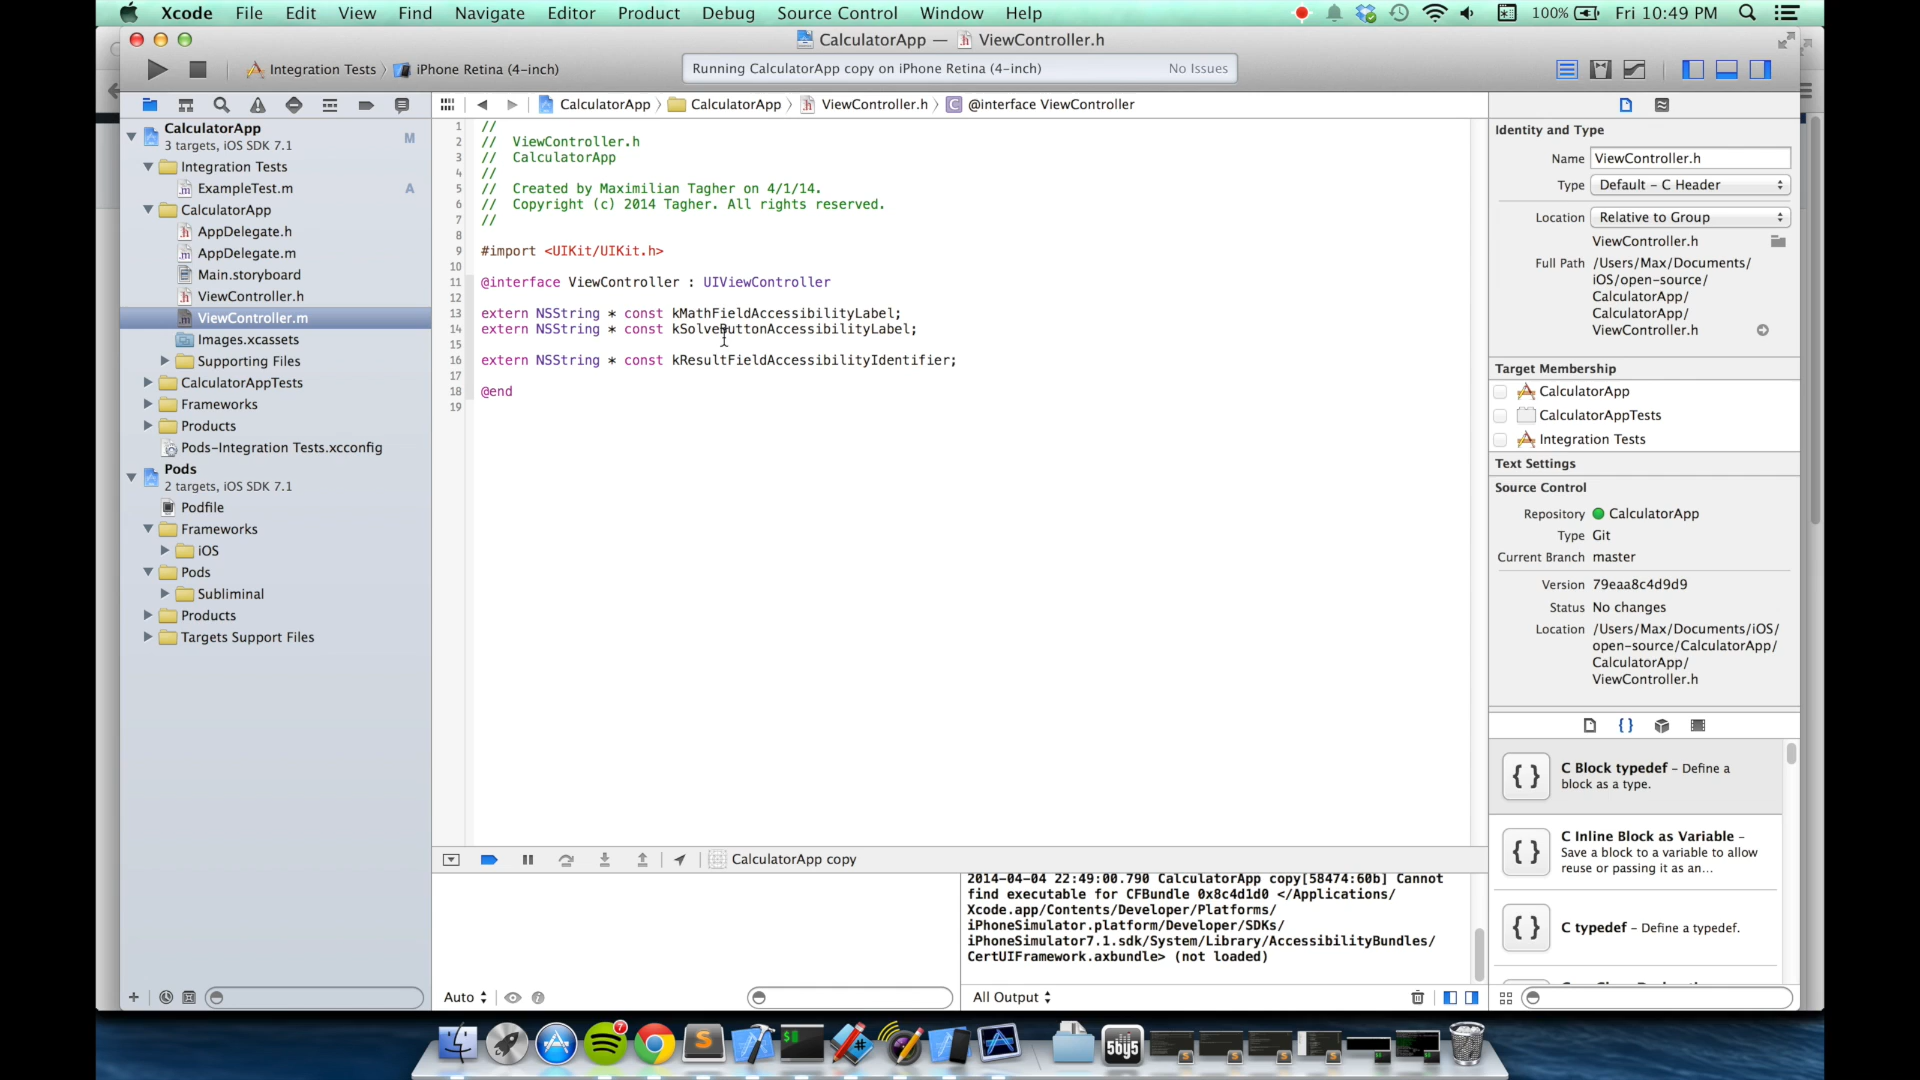 Xcode File Edit View Find Navigate Editor Product Debug Source Control Window Help 100% Fri 10:49 PM
CalculatorApp — ViewController.h
Integration Tests iPhone Retina (4-inch) Running CalculatorApp copy on iPhone Retina (4-inch) No Issues
CalculatorApp CalculatorApp ViewController.h @interface ViewController
CalculatorApp M
3 targets, iOS SDK 7.1
Integration Tests
ExampleTest.m A
CalculatorApp
AppDelegate.h
AppDelegate.m
Main.storyboard
ViewController.h
ViewController.m
Images.xcassets
Supporting Files
CalculatorAppTests
Frameworks
Products
Pods-Integration Tests.xcconfig
Pods
2 targets, iOS SDK 7.1
Podfile
Frameworks
iOS
Pods
Subliminal
Products
Targets Support Files
1 //
2 // ViewController.h
3 // CalculatorApp
4 //
5 // Created by Maximilian Tagher on 4/1/14.
6 // Copyright (c) 2014 Tagher. All rights reserved.
7 //
8
9 #import <UIKit/UIKit.h>
10
11 @interface ViewController : UIViewController
12
13 extern NSString * const kMathFieldAccessibilityLabel;
14 extern NSString * const kSolveButtonAccessibilityLabel;
15
16 extern NSString * const kResultFieldAccessibilityIdentifier;
17
18 @end
19
CalculatorApp copy
2014-04-04 22:49:00.790 CalculatorApp copy[58474:60b] Cannot
find executable for CFBundle 0x8c4d1d0 </Applications/
Xcode.app/Contents/Developer/Platforms/
iPhoneSimulator.platform/Developer/SDKs/
iPhoneSimulator7.1.sdk/System/Library/AccessibilityBundles/
CertUIFramework.axbundle> (not loaded)
Auto
All Output
Identity and Type
Name ViewController.h
Type Default - C Header
Location Relative to Group
ViewController.h
Full Path /Users/Max/Documents/
iOS/open-source/
CalculatorApp/
CalculatorApp/
ViewController.h
Target Membership
CalculatorApp
CalculatorAppTests
Integration Tests
Text Settings
Source Control
Repository CalculatorApp
Type Git
Current Branch master
Version 79eaa8c4d9d9
Status No changes
Location /Users/Max/Documents/iOS/
open-source/CalculatorApp/
CalculatorApp/
ViewController.h
{ }
{ } C Block typedef – Define a
block as a type.
{ } C Inline Block as Variable –
Save a block to a variable to allow
reuse or passing it as an...
{ } C typedef – Define a typedef.
7
S
$
5by5